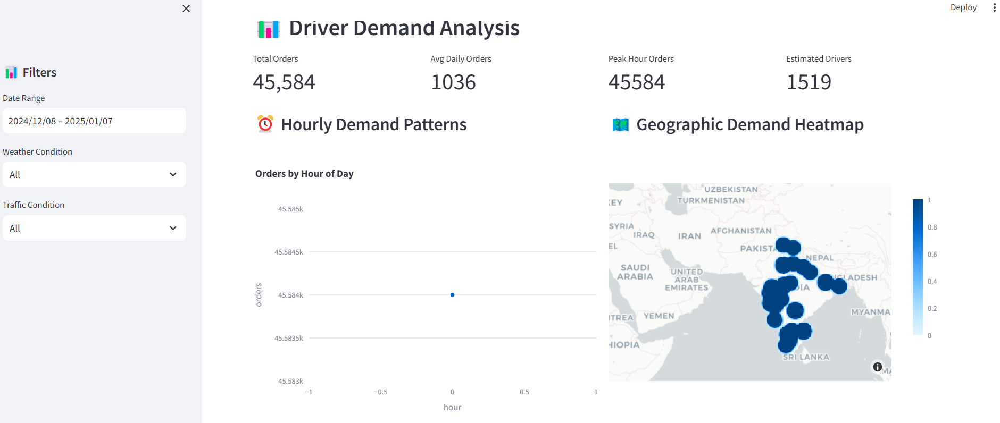 Deploy
Driver Demand Analysis
Filters
Date Range
2024/12/08 – 2025/01/07
Weather Condition
All
Traffic Condition
All
Total Orders
45,584
Avg Daily Orders
1036
Peak Hour Orders
45584
Estimated Drivers
1519
Hourly Demand Patterns
Orders by Hour of Day
45.585k
45.5845k
45.584k
45.5835k
45.583k
orders
−1
−0.5
0
0.5
1
hour
Geographic Demand Heatmap
UZBEKISTAN
KEY
TURKMENISTAN
SYRIA
IRAQ
IRAN
AFGHANISTAN
EL
PAKISTA
NEPAL
SAUDI
ARABIA
UNITED
ARAB
EMIRATES
GLADESH
DIA
MYANMA
ITREA
YEMEN
HIOPIA
SRI LANKA
MA
1
0.8
0.6
0.4
0.2
0